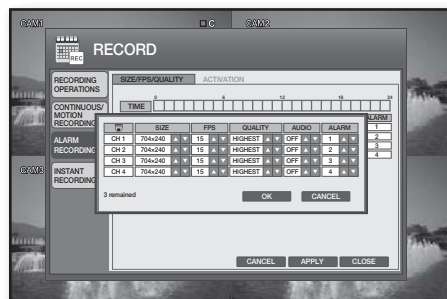 CAM1
C
CAM2
REC
RECORD
RECORDING OPERATIONS
SIZE/FPS/QUALITY
ACTIVATION
0 6 12 18 24
CONTINUOUS/ MOTION RECORDING
TIME
ALARM
1
2
3
4
SIZE FPS QUALITY AUDIO ALARM
CH 1 704x240 15 HIGHEST OFF 1
CH 2 704x240 15 HIGHEST OFF 2
CH 3 704x240 15 HIGHEST OFF 3
CH 4 704x240 15 HIGHEST OFF 4
ALARM RECORDING
CAM3
INSTANT RECORDING
3 remained
OK
CANCEL
CANCEL
APPLY
CLOSE